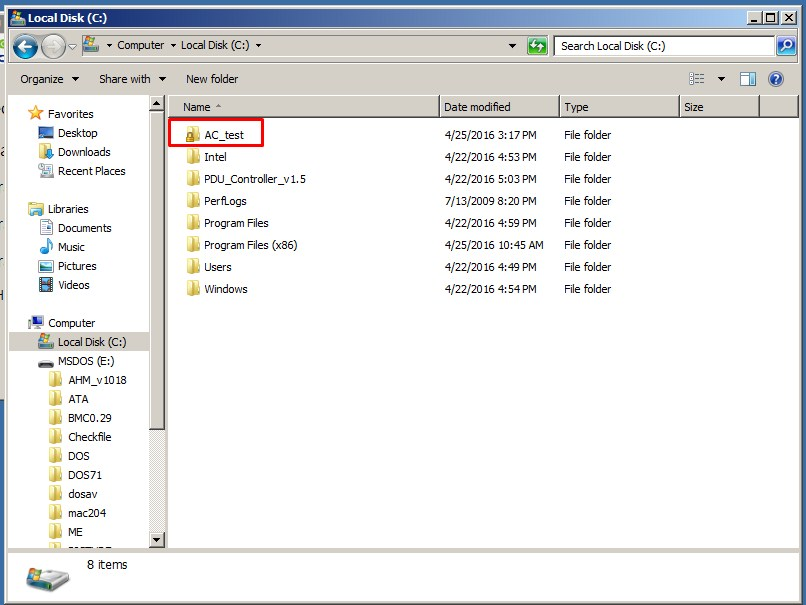 Local Disk (C:)
Computer Local Disk (C:)
Search Local Disk (C:)
Organize Share with New folder
Name Date modified Type Size
Favorites
Desktop
Downloads
Recent Places
Libraries
Documents
Music
Pictures
Videos
Computer
Local Disk (C:)
MSDOS (E:)
AHM_v1018
ATA
BMC0.29
Checkfile
DOS
DOS71
dosav
mac204
ME
AC_test 4/25/2016 3:17 PM File folder
Intel 4/22/2016 4:53 PM File folder
PDU_Controller_v1.5 4/22/2016 5:03 PM File folder
PerfLogs 7/13/2009 8:20 PM File folder
Program Files 4/22/2016 4:59 PM File folder
Program Files (x86) 4/25/2016 10:45 AM File folder
Users 4/22/2016 4:49 PM File folder
Windows 4/22/2016 4:54 PM File folder
8 items